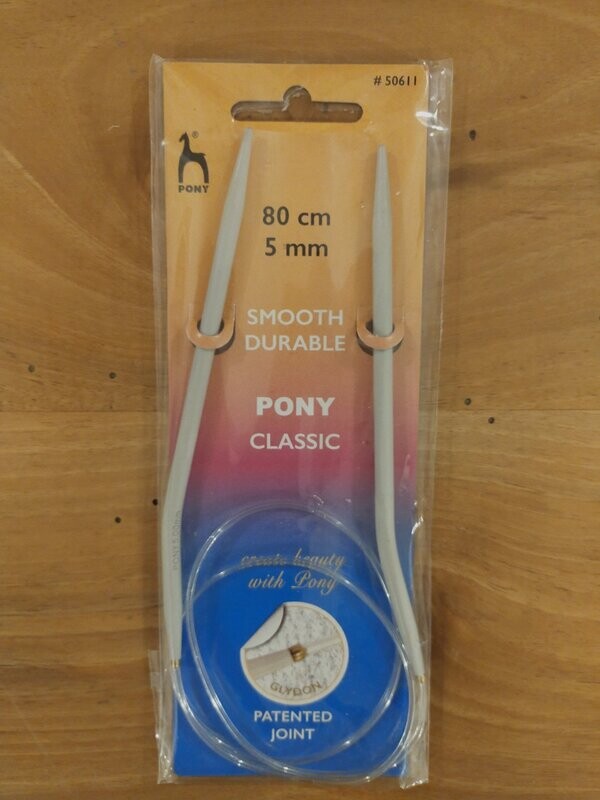 # 50611
®
PONY
80 cm
5 mm
SMOOTH
DURABLE
PONY
CLASSIC
create beauty
with Pony
GLYDON
PATENTED
JOINT